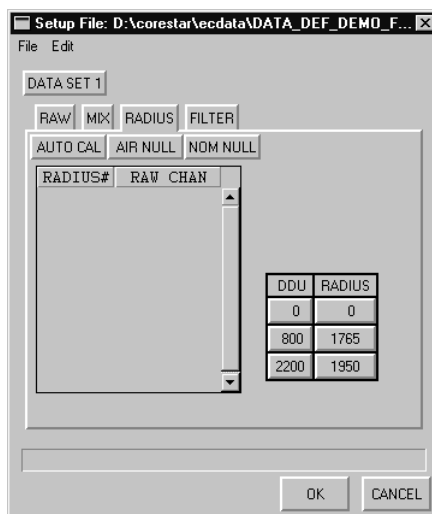 Setup File: D:\corestar\ecdata\DATA_DEF_DEMO_F...
File Edit
DATA SET 1
RAW MIX RADIUS FILTER
AUTO CAL AIR NULL NOM NULL
RADIUS# RAW CHAN
DDU RADIUS
0 0
800 1765
2200 1950
OK CANCEL